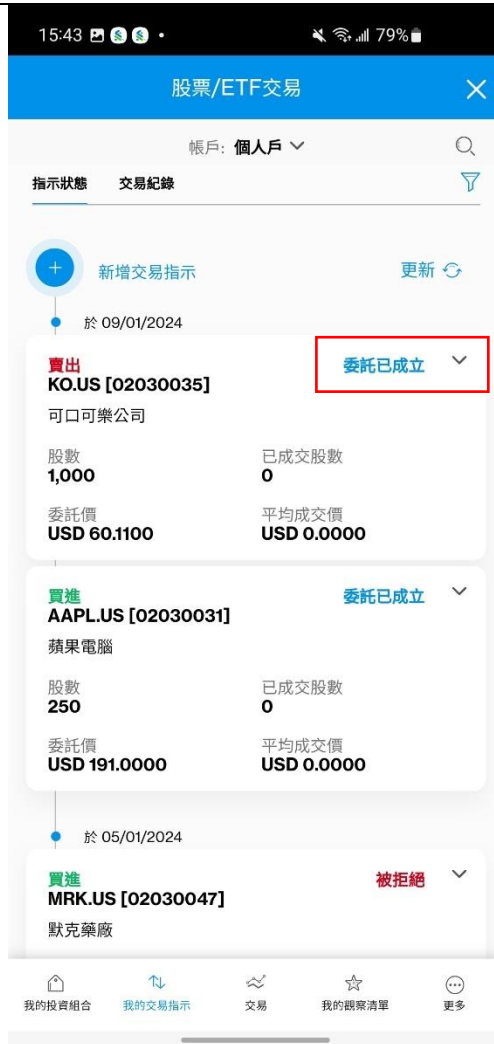 15:43
79%
股票/ETF交易
帳戶: 個人戶
指示狀態 交易紀錄
新增交易指示 更新
於 09/01/2024
賣出 委託已成立
KO.US [02030035]
可口可樂公司
股數 已成交股數
1,000 0
委託價 平均成交價
USD 60.1100 USD 0.0000
買進 委託已成立
AAPL.US [02030031]
蘋果電腦
股數 已成交股數
250 0
委託價 平均成交價
USD 191.0000 USD 0.0000
於 05/01/2024
買進 被拒絕
MRK.US [02030047]
默克藥廠
我的投資組合 我的交易指示 交易 我的觀察清單 更多